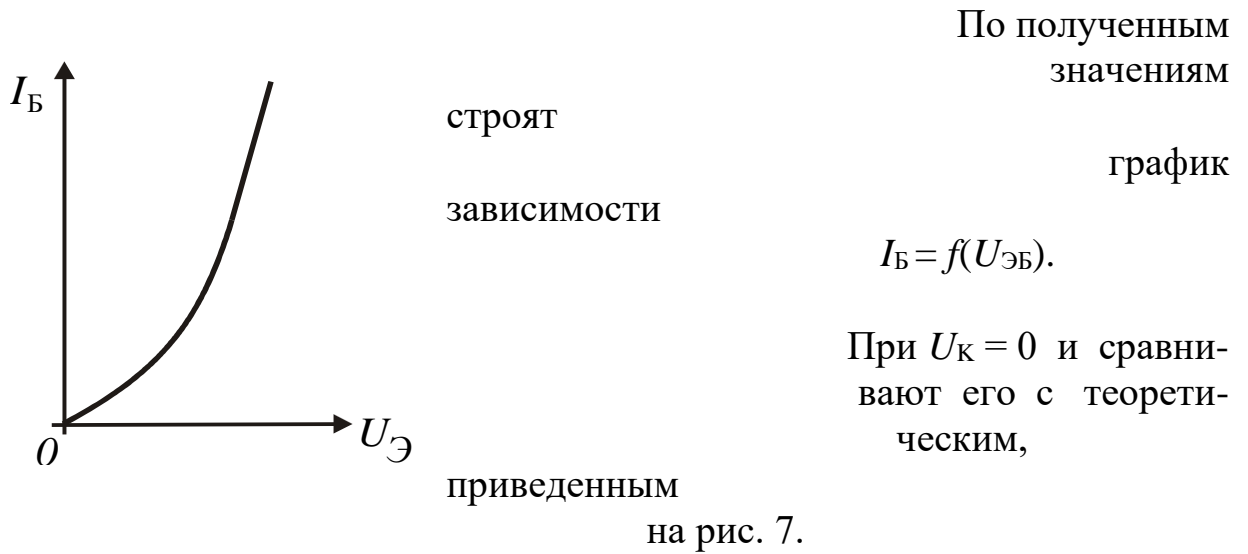 По полученным
значениям
I_Б
строят
график
зависимости
I_Б = f(U_ЭБ).
При U_К = 0 и сравни-
вают его с теорети-
ческим,
U_Э
0
приведенным
на рис. 7.